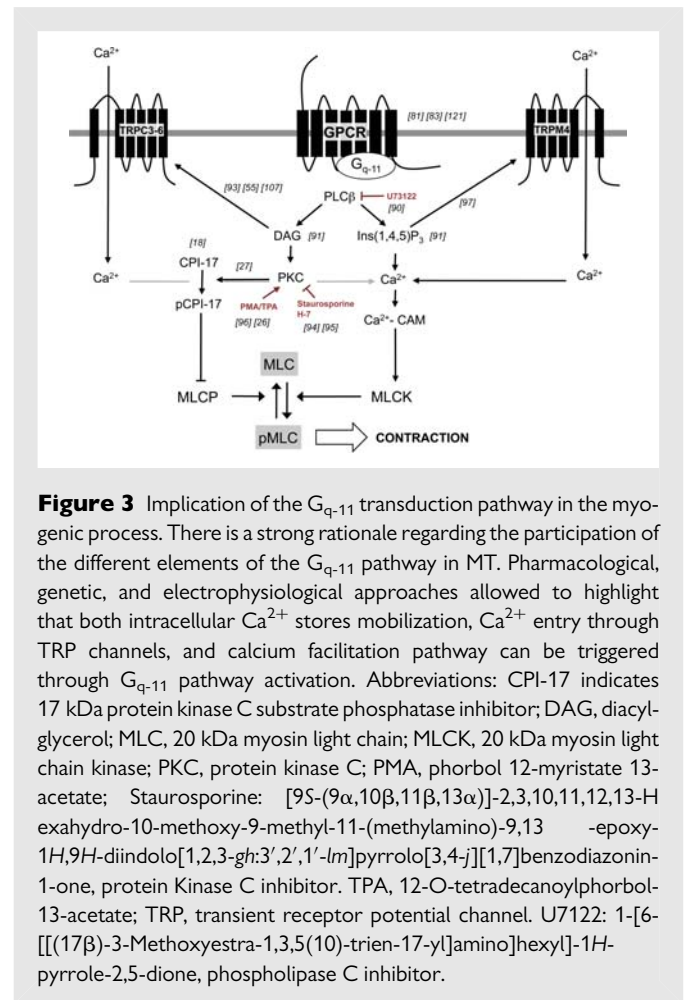 Ca²⁺ Ca²⁺
TRPC3-6 GPCR [81] [83] [121] TRPM4
Gq-11
[93] [55] [107] PLCβ U73122 [97]
[90]
DAG [91] Ins(1,4,5)P₃ [91]
[18]
CPI-17 [27]
Ca²⁺ PKC Ca²⁺ Ca²⁺
pCPI-17 PMA/TPA Staurosporine
H-7
[96] [26] [94] [95] Ca²⁺- CAM
MLC
MLCP MLCK
pMLC CONTRACTION
Figure 3 Implication of the Gq-11 transduction pathway in the myo-
genic process. There is a strong rationale regarding the participation of
the different elements of the Gq-11 pathway in MT. Pharmacological,
genetic, and electrophysiological approaches allowed to highlight
that both intracellular Ca²⁺ stores mobilization, Ca²⁺ entry through
TRP channels, and calcium facilitation pathway can be triggered
through Gq-11 pathway activation. Abbreviations: CPI-17 indicates
17 kDa protein kinase C substrate phosphatase inhibitor; DAG, diacyl-
glycerol; MLC, 20 kDa myosin light chain; MLCK, 20 kDa myosin light
chain kinase; PKC, protein kinase C; PMA, phorbol 12-myristate 13-
acetate; Staurosporine: [9S-(9α,10β,11β,13α)]-2,3,10,11,12,13-H
exahydro-10-methoxy-9-methyl-11-(methylamino)-9,13 -epoxy-
1H,9H-diindolo[1,2,3-gh:3′,2′,1′-lm]pyrrolo[3,4-j][1,7]benzodiazonin-
1-one, protein Kinase C inhibitor. TPA, 12-O-tetradecanoylphorbol-
13-acetate; TRP, transient receptor potential channel. U7122: 1-[6-
[[(17β)-3-Methoxyestra-1,3,5(10)-trien-17-yl]amino]hexyl]-1H-
pyrrole-2,5-dione, phospholipase C inhibitor.